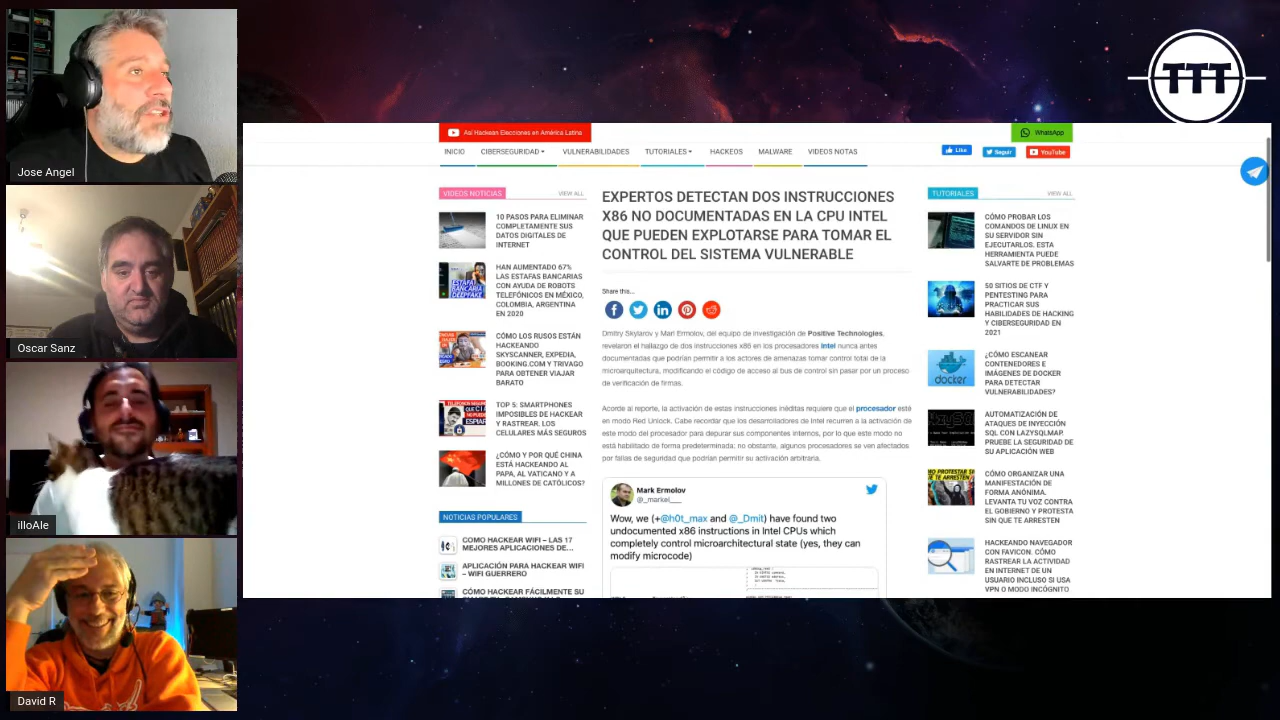 Jose Angel
Oscar Sanz
illoAle
David R
TTT
Así Hackean Elecciones en América Latina
WhatsApp
INICIO
CIBERSEGURIDAD
VULNERABILIDADES
TUTORIALES
HACKEOS
MALWARE
VIDEOS NOTAS
Like
Seguir
YouTube
VIDEOS NOTICIAS
VIEW ALL
10 PASOS PARA ELIMINAR
COMPLETAMENTE SUS
DATOS DIGITALES DE
INTERNET
HAN AUMENTADO 67%
LAS ESTAFAS BANCARIAS
CON AYUDA DE ROBOTS
TELEFÓNICOS EN MÉXICO,
COLOMBIA, ARGENTINA
EN 2020
CÓMO LOS RUSOS ESTÁN
HACKEANDO
SKYSCANNER, EXPEDIA,
BOOKING.COM Y TRIVAGO
PARA OBTENER VIAJAR
BARATO
TOP 5: SMARTPHONES
IMPOSIBLES DE HACKEAR
Y RASTREAR. LOS
CELULARES MÁS SEGUROS
¿CÓMO Y POR QUÉ CHINA
ESTÁ HACKEANDO AL
PAPA, AL VATICANO Y A
MILLONES DE CATÓLICOS?
NOTICIAS POPULARES
COMO HACKEAR WIFI – LAS 17
MEJORES APLICACIONES DE...
APLICACIÓN PARA HACKEAR WIFI
– WIFI GUERRERO
CÓMO HACKEAR FÁCILMENTE SU
EXPERTOS DETECTAN DOS INSTRUCCIONES
X86 NO DOCUMENTADAS EN LA CPU INTEL
QUE PUEDEN EXPLOTARSE PARA TOMAR EL
CONTROL DEL SISTEMA VULNERABLE
Share this...
Dmitry Skylarov y Mari Ermolov, del equipo de investigación de Positive Technologies,
revelaron el hallazgo de dos instrucciones x86 en los procesadores Intel nunca antes
documentadas que podrían permitir a los actores de amenazas tomar control total de la
microarquitectura, modificando el código de acceso al bus de control sin pasar por un proceso
de verificación de firmas.
Acorde al reporte, la activación de estas instrucciones inéditas requiere que el procesador esté
en modo Red Unlock. Cabe recordar que los desarrolladores de Intel recurren a la activación
de este modo del procesador para depurar sus componentes internos, por lo que este modo no
está habilitado de forma predeterminada; no obstante, algunos procesadores se ven afectados
por fallas de seguridad que podrían permitir su activación arbitraria.
Mark Ermolov
@_markel___
Wow, we (+@h0t_max and @_Dmit) have found two
undocumented x86 instructions in Intel CPUs which
completely control microarchitectural state (yes, they can
modify microcode)
TUTORIALES
VIEW ALL
CÓMO PROBAR LOS
COMANDOS DE LINUX EN
SU SERVIDOR SIN
EJECUTARLOS. ESTA
HERRAMIENTA PUEDE
SALVARTE DE PROBLEMAS
50 SITIOS DE CTF Y
PENTESTING PARA
PRACTICAR SUS
HABILIDADES DE HACKING
Y CIBERSEGURIDAD EN
2021
¿CÓMO ESCANEAR
CONTENEDORES E
IMÁGENES DE DOCKER
PARA DETECTAR
VULNERABILIDADES?
docker
AUTOMATIZACIÓN DE
ATAQUES DE INYECCIÓN
SQL CON LAZYSQLMAP.
PRUEBE LA SEGURIDAD DE
SU APLICACIÓN WEB
CÓMO ORGANIZAR UNA
MANIFESTACIÓN DE
FORMA ANÓNIMA.
LEVANTA TU VOZ CONTRA
EL GOBIERNO Y PROTESTA
SIN QUE TE ARRESTEN
HACKEANDO NAVEGADOR
CON FAVICON. CÓMO
RASTREAR LA ACTIVIDAD
EN INTERNET DE UN
USUARIO INCLUSO SI USA
VPN O MODO INCÓGNITO